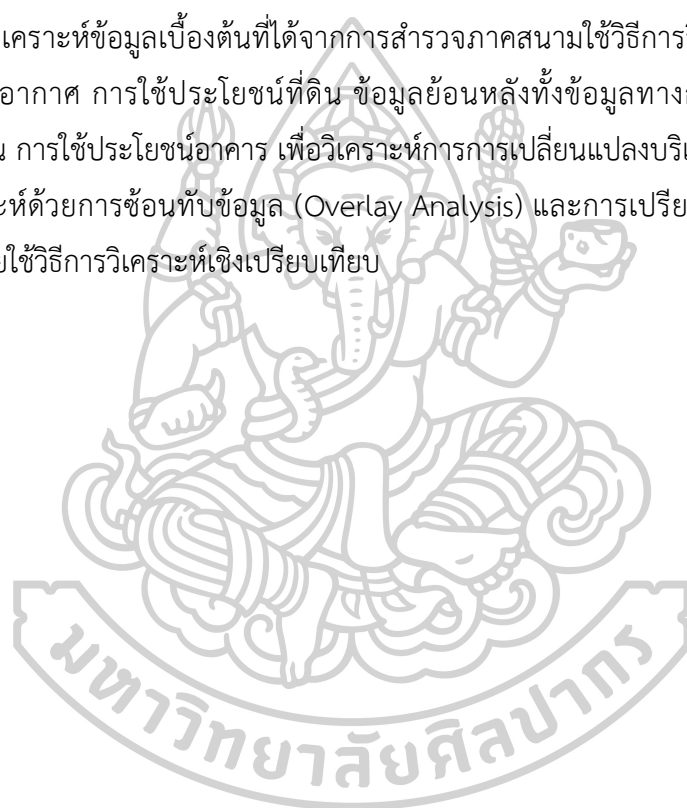 เคราะห์ข้อมูลเบื้องต้นที่ได้จากการสำรวจภาคสนามใช้วิธีการ
อากาศ การใช้ประโยชน์ที่ดิน ข้อมูลย้อนหลังทั้งข้อมูลทาง
น การใช้ประโยชน์อาคาร เพื่อวิเคราะห์การการเปลี่ยนแปลงบริเ
ะห์ด้วยการซ้อนทับข้อมูล (Overlay Analysis) และการเปรีย
ยใช้วิธีการวิเคราะห์เชิงเปรียบเทียบ
มหาวิทยาลัยศิลปากร